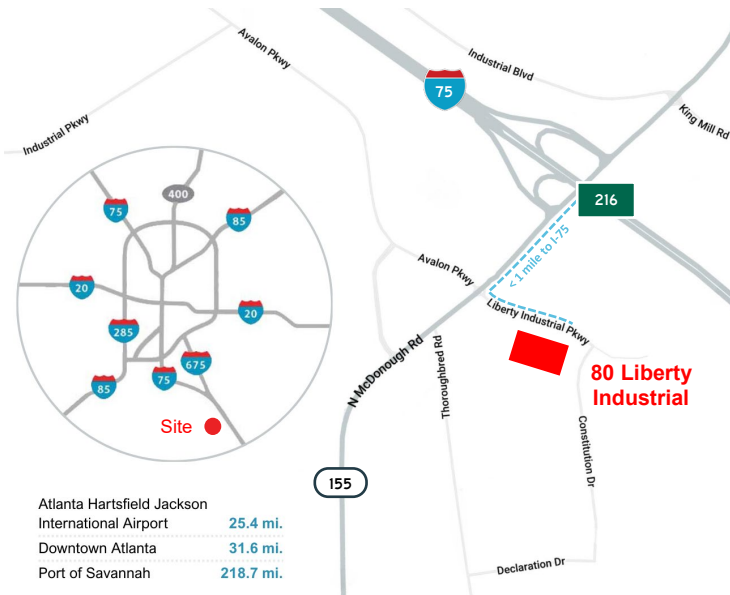 Avalon Pkwy
Industrial Blvd
75
King Mill Rd
Industrial Pkwy
216
400
75
85
20
20
285
675
85
75
Site
< 1 mile to I-75
Avalon Pkwy
Liberty Industrial Pkwy
N McDonough Rd
Thoroughbred Rd
80 Liberty
Industrial
Constitution Dr
155
Declaration Dr
Atlanta Hartsfield Jackson
International Airport 25.4 mi.
Downtown Atlanta 31.6 mi.
Port of Savannah 218.7 mi.